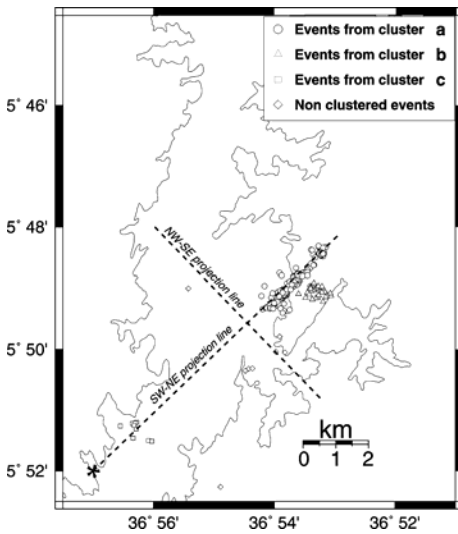 Events from cluster a
Events from cluster b
Events from cluster c
Non clustered events
5° 46'
5° 48'
NW-SE projection line
5° 50'
SW-NE projection line
km
0 1 2
5° 52'
36° 56' 36° 54' 36° 52'